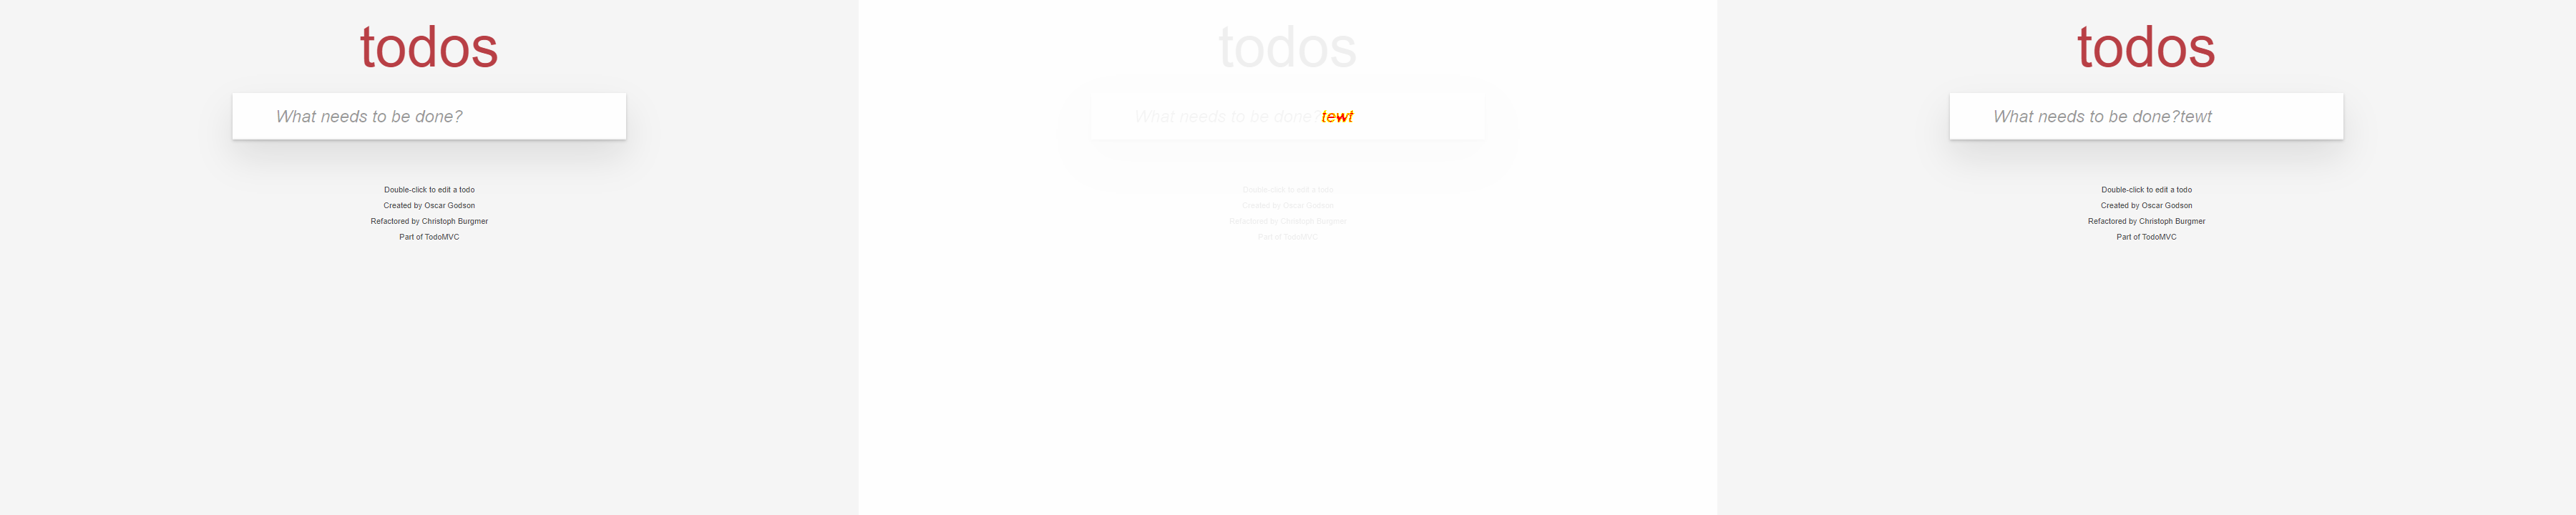 todos
What needs to be done?
Double-click to edit a todo
Created by Oscar Godson
Refactored by Christoph Burgmer
Part of TodoMVC
todos
What needs to be done?tewt
Double-click to edit a todo
Created by Oscar Godson
Refactored by Christoph Burgmer
Part of TodoMVC
todos
What needs to be done?tewt
Double-click to edit a todo
Created by Oscar Godson
Refactored by Christoph Burgmer
Part of TodoMVC